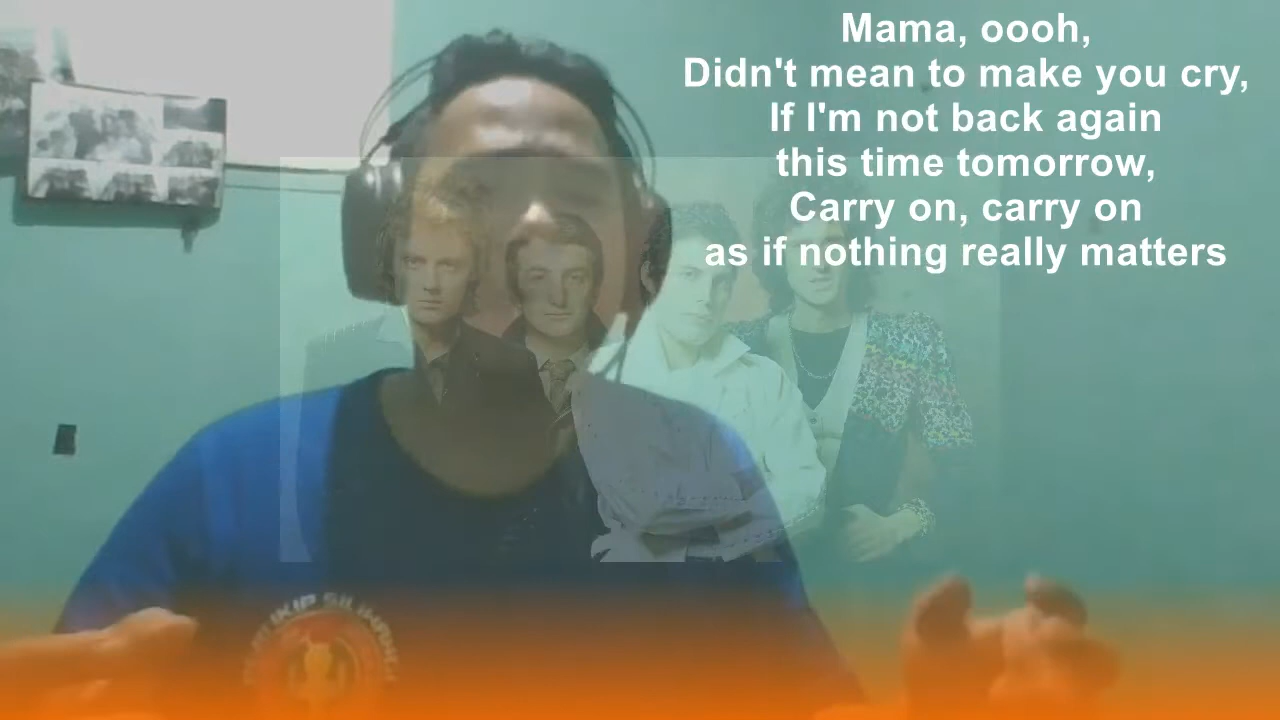 Mama, oooh,
Didn't mean to make you cry,
If I'm not back again
this time tomorrow,
Carry on, carry on
as if nothing really matters